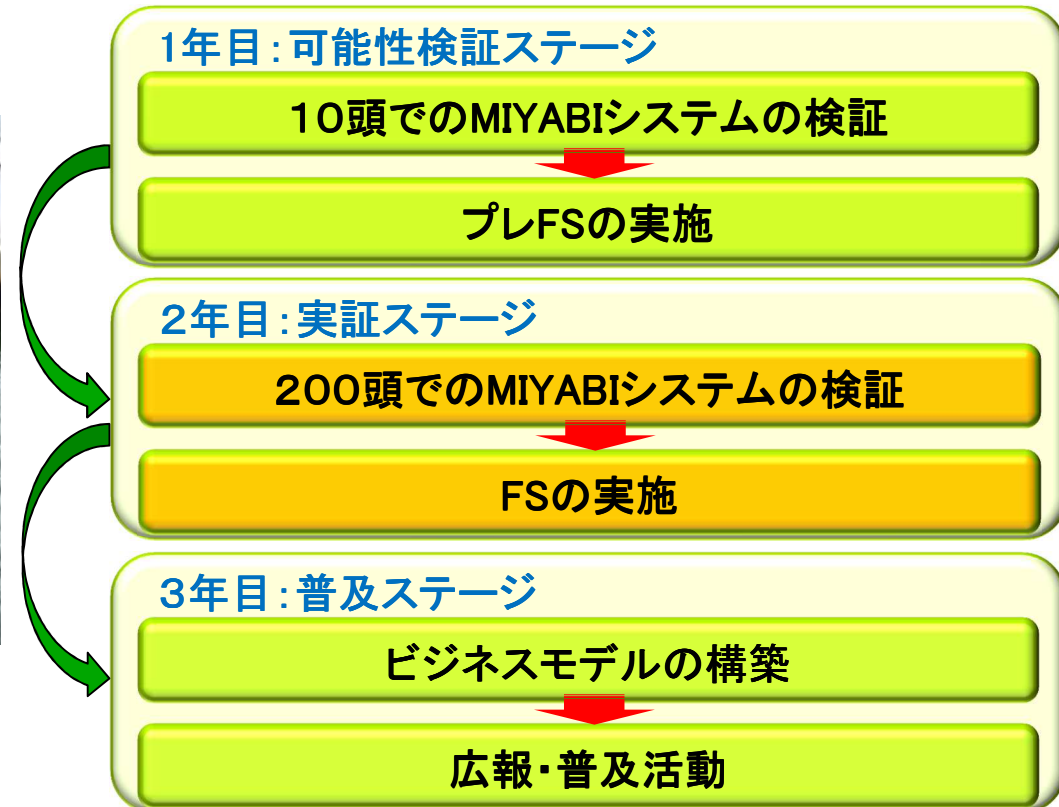 1年目:可能性検証ステージ
10頭でのMIYABIシステムの検証
プレFSの実施
2年目:実証ステージ
200頭でのMIYABIシステムの検証
FSの実施
3年目:普及ステージ
ビジネスモデルの構築
広報・普及活動